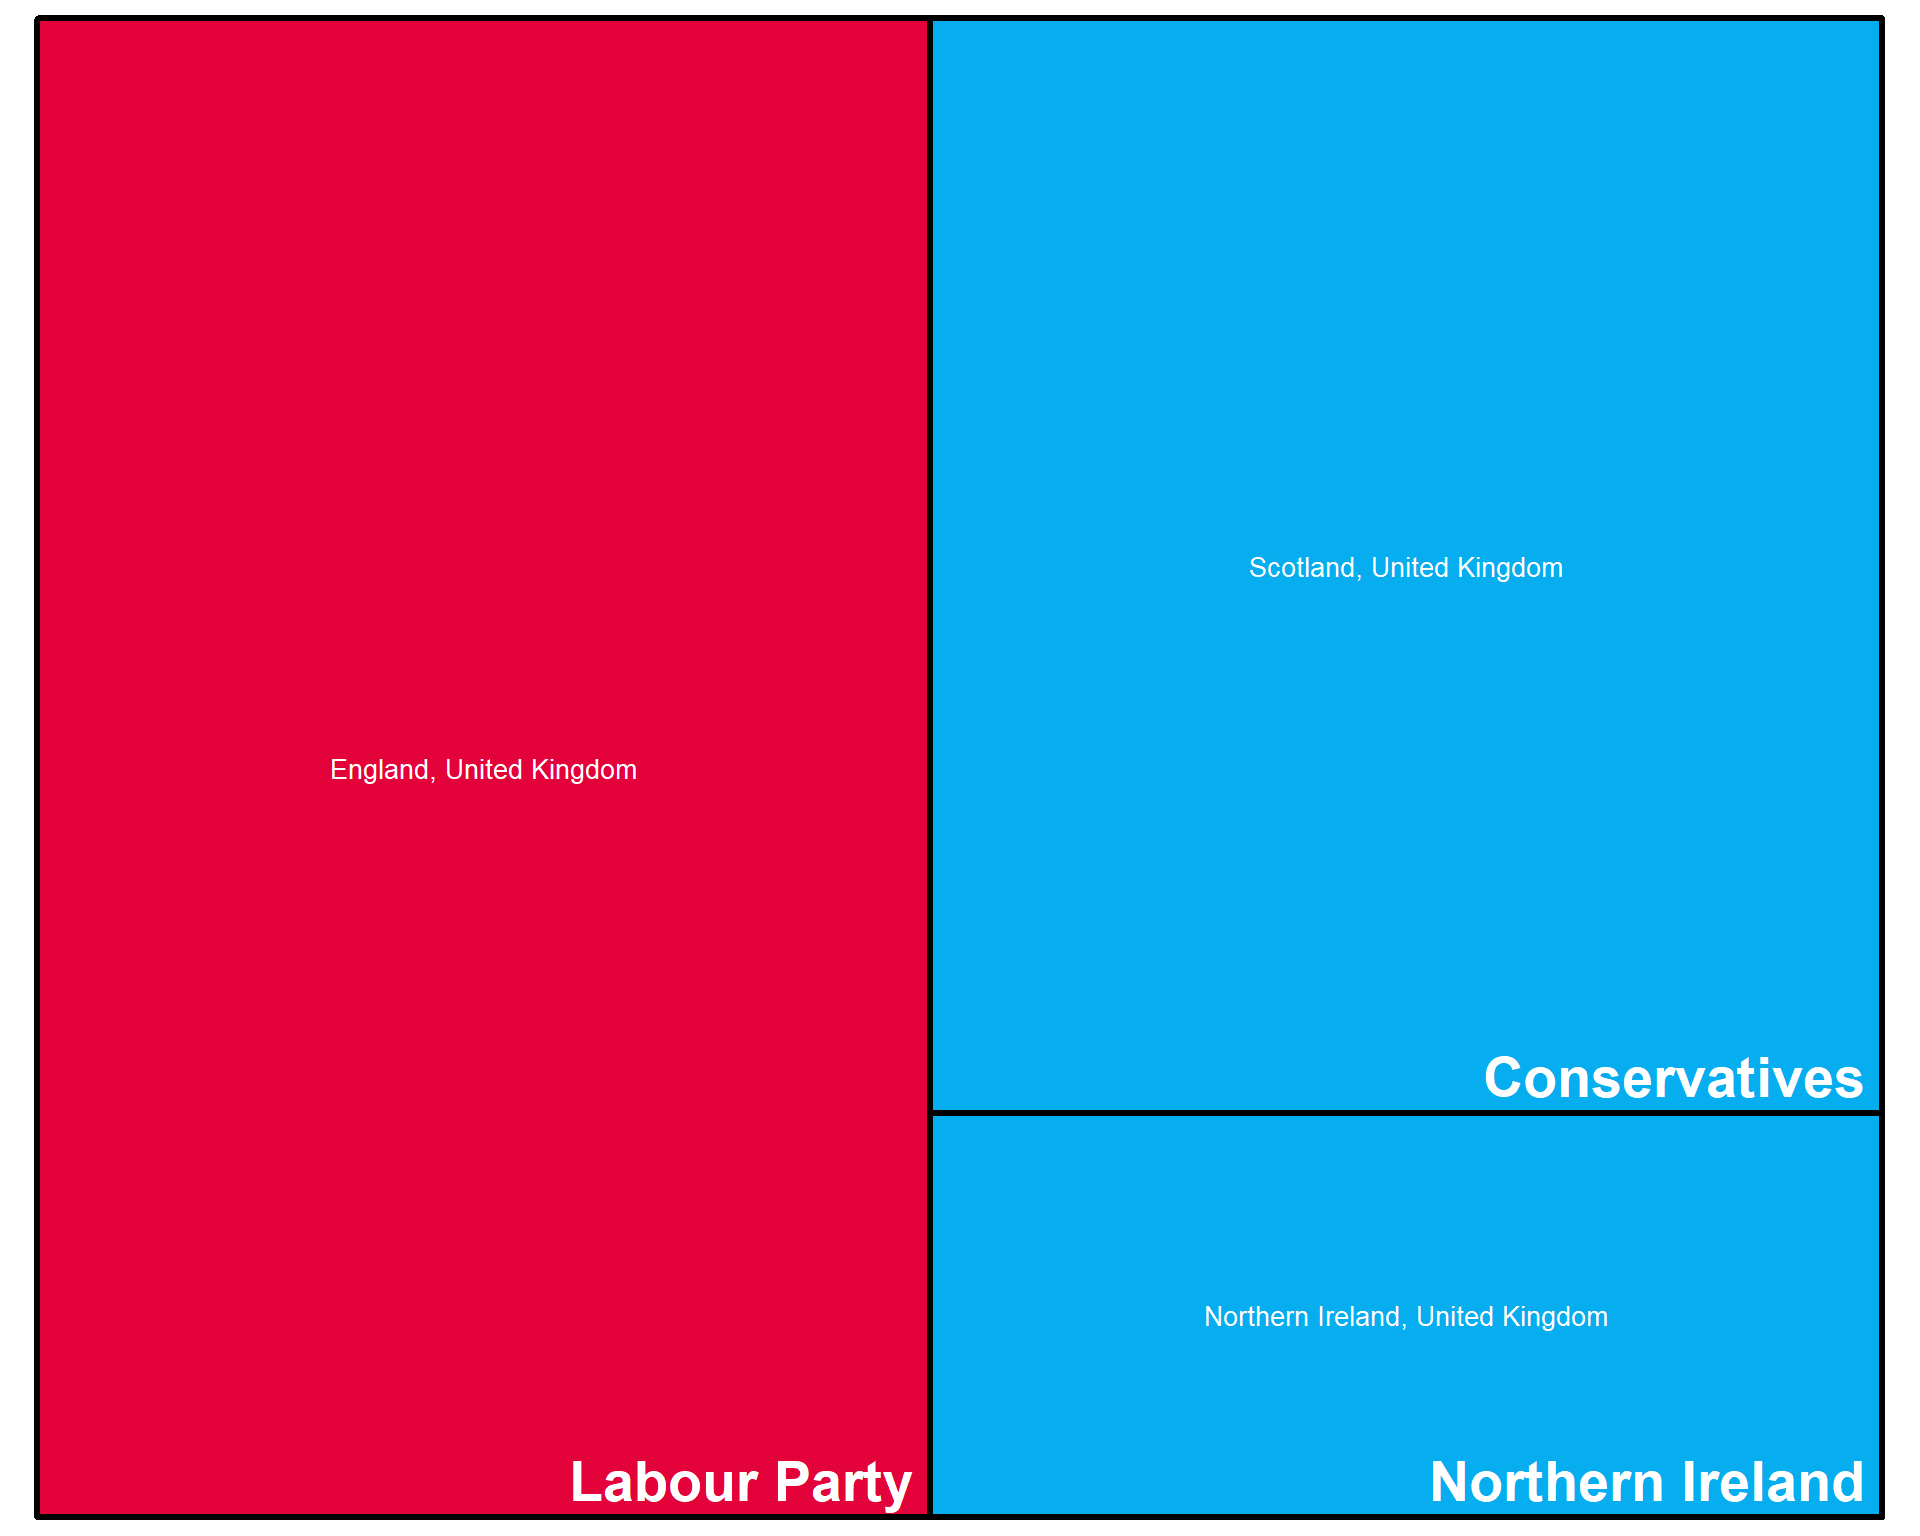 England, United Kingdom
Labour Party
Scotland, United Kingdom
Conservatives
Northern Ireland, United Kingdom
Northern Ireland